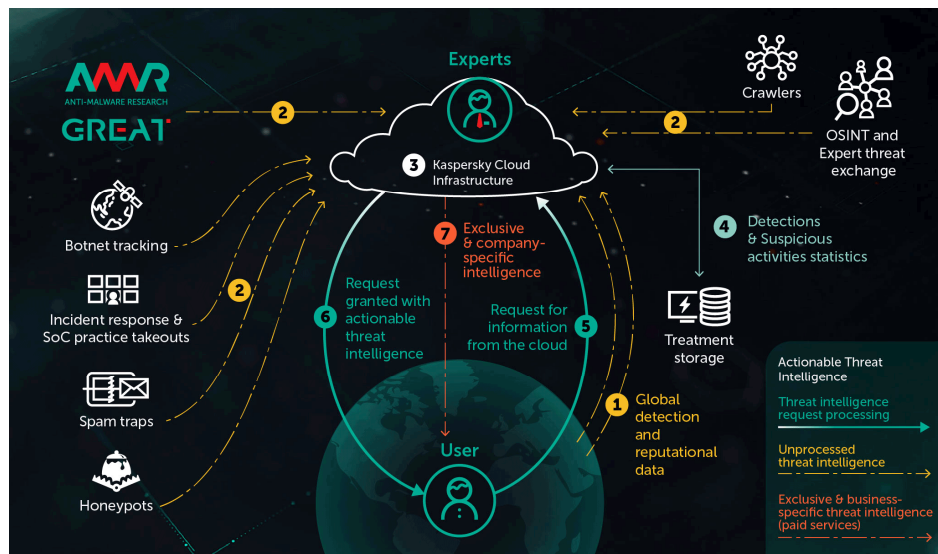 Experts
AMR
ANTI-MALWARE RESEARCH
GREAT
2
Crawlers
2
OSINT and
Expert threat
exchange
3
Kaspersky Cloud
Infrastructure
Botnet tracking
7
Exclusive
& company-
specific
intelligence
4
Detections
& Suspicious
activities statistics
2
6
Request
granted with
actionable
threat
intelligence
Request for
information
from the cloud
5
Incident response &
SoC practice takeouts
Treatment
storage
Spam traps
1
Global
detection
and
reputational
data
User
Honeypots
Actionable Threat
Intelligence
Threat intelligence
request processing
Unprocessed
threat intelligence
Exclusive & business-
specific threat intelligence
(paid services)